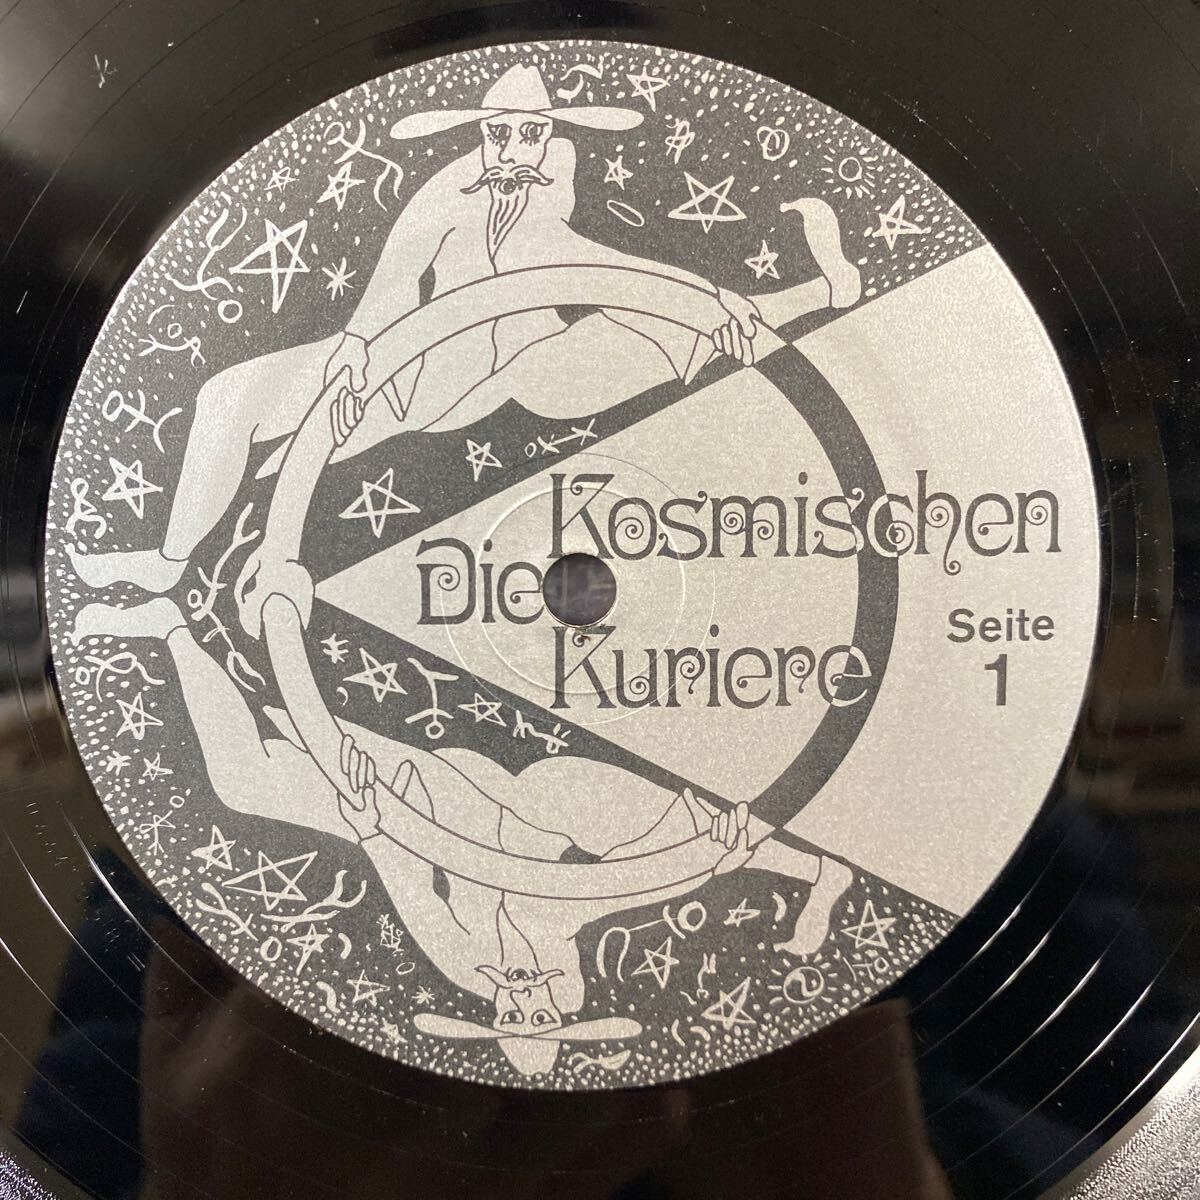 Die Kosmischen
Kuriere
Seite
1